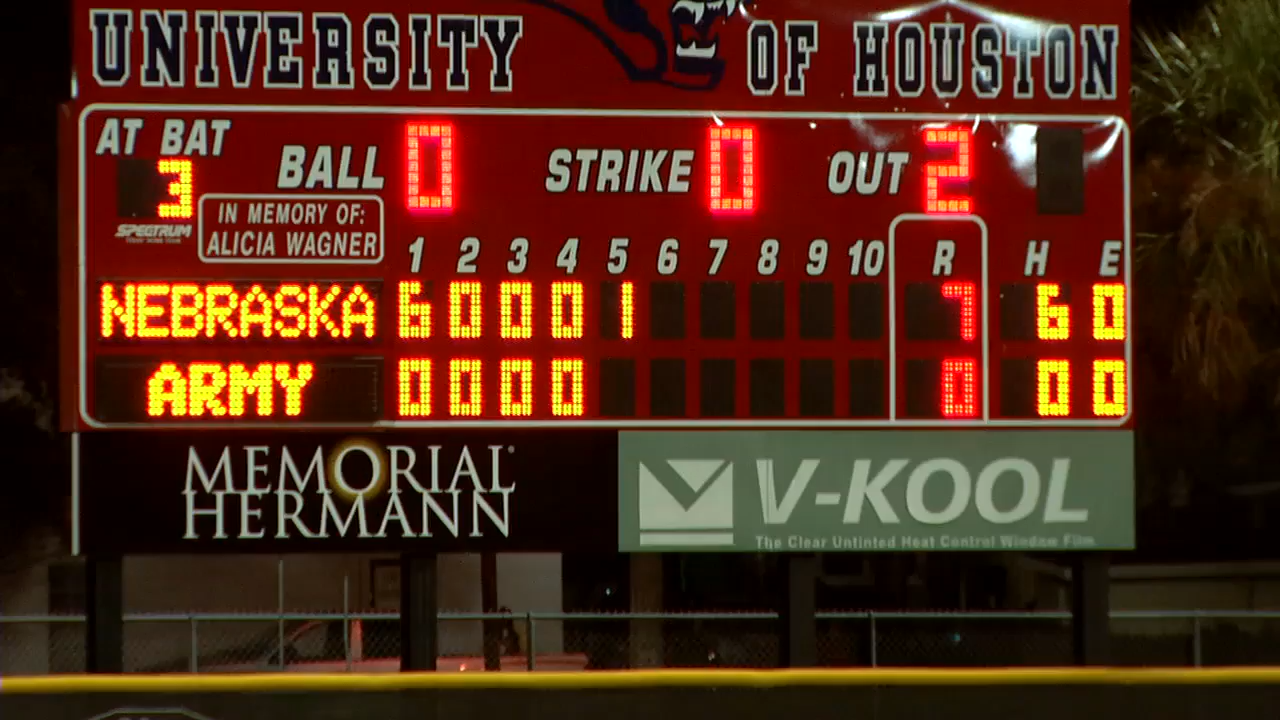 UNIVERSITY OF HOUSTON
AT BAT 3 BALL 0 STRIKE 0 OUT 2
SPECTRUM
IN MEMORY OF:
ALICIA WAGNER
1 2 3 4 5 6 7 8 9 10 R H E
NEBRASKA 6 0 0 0 1 7 6 0
ARMY 0 0 0 0 0 0 0
MEMORIAL
HERMANN
V-KOOL
The Clear Untinted Heat Control Window Film